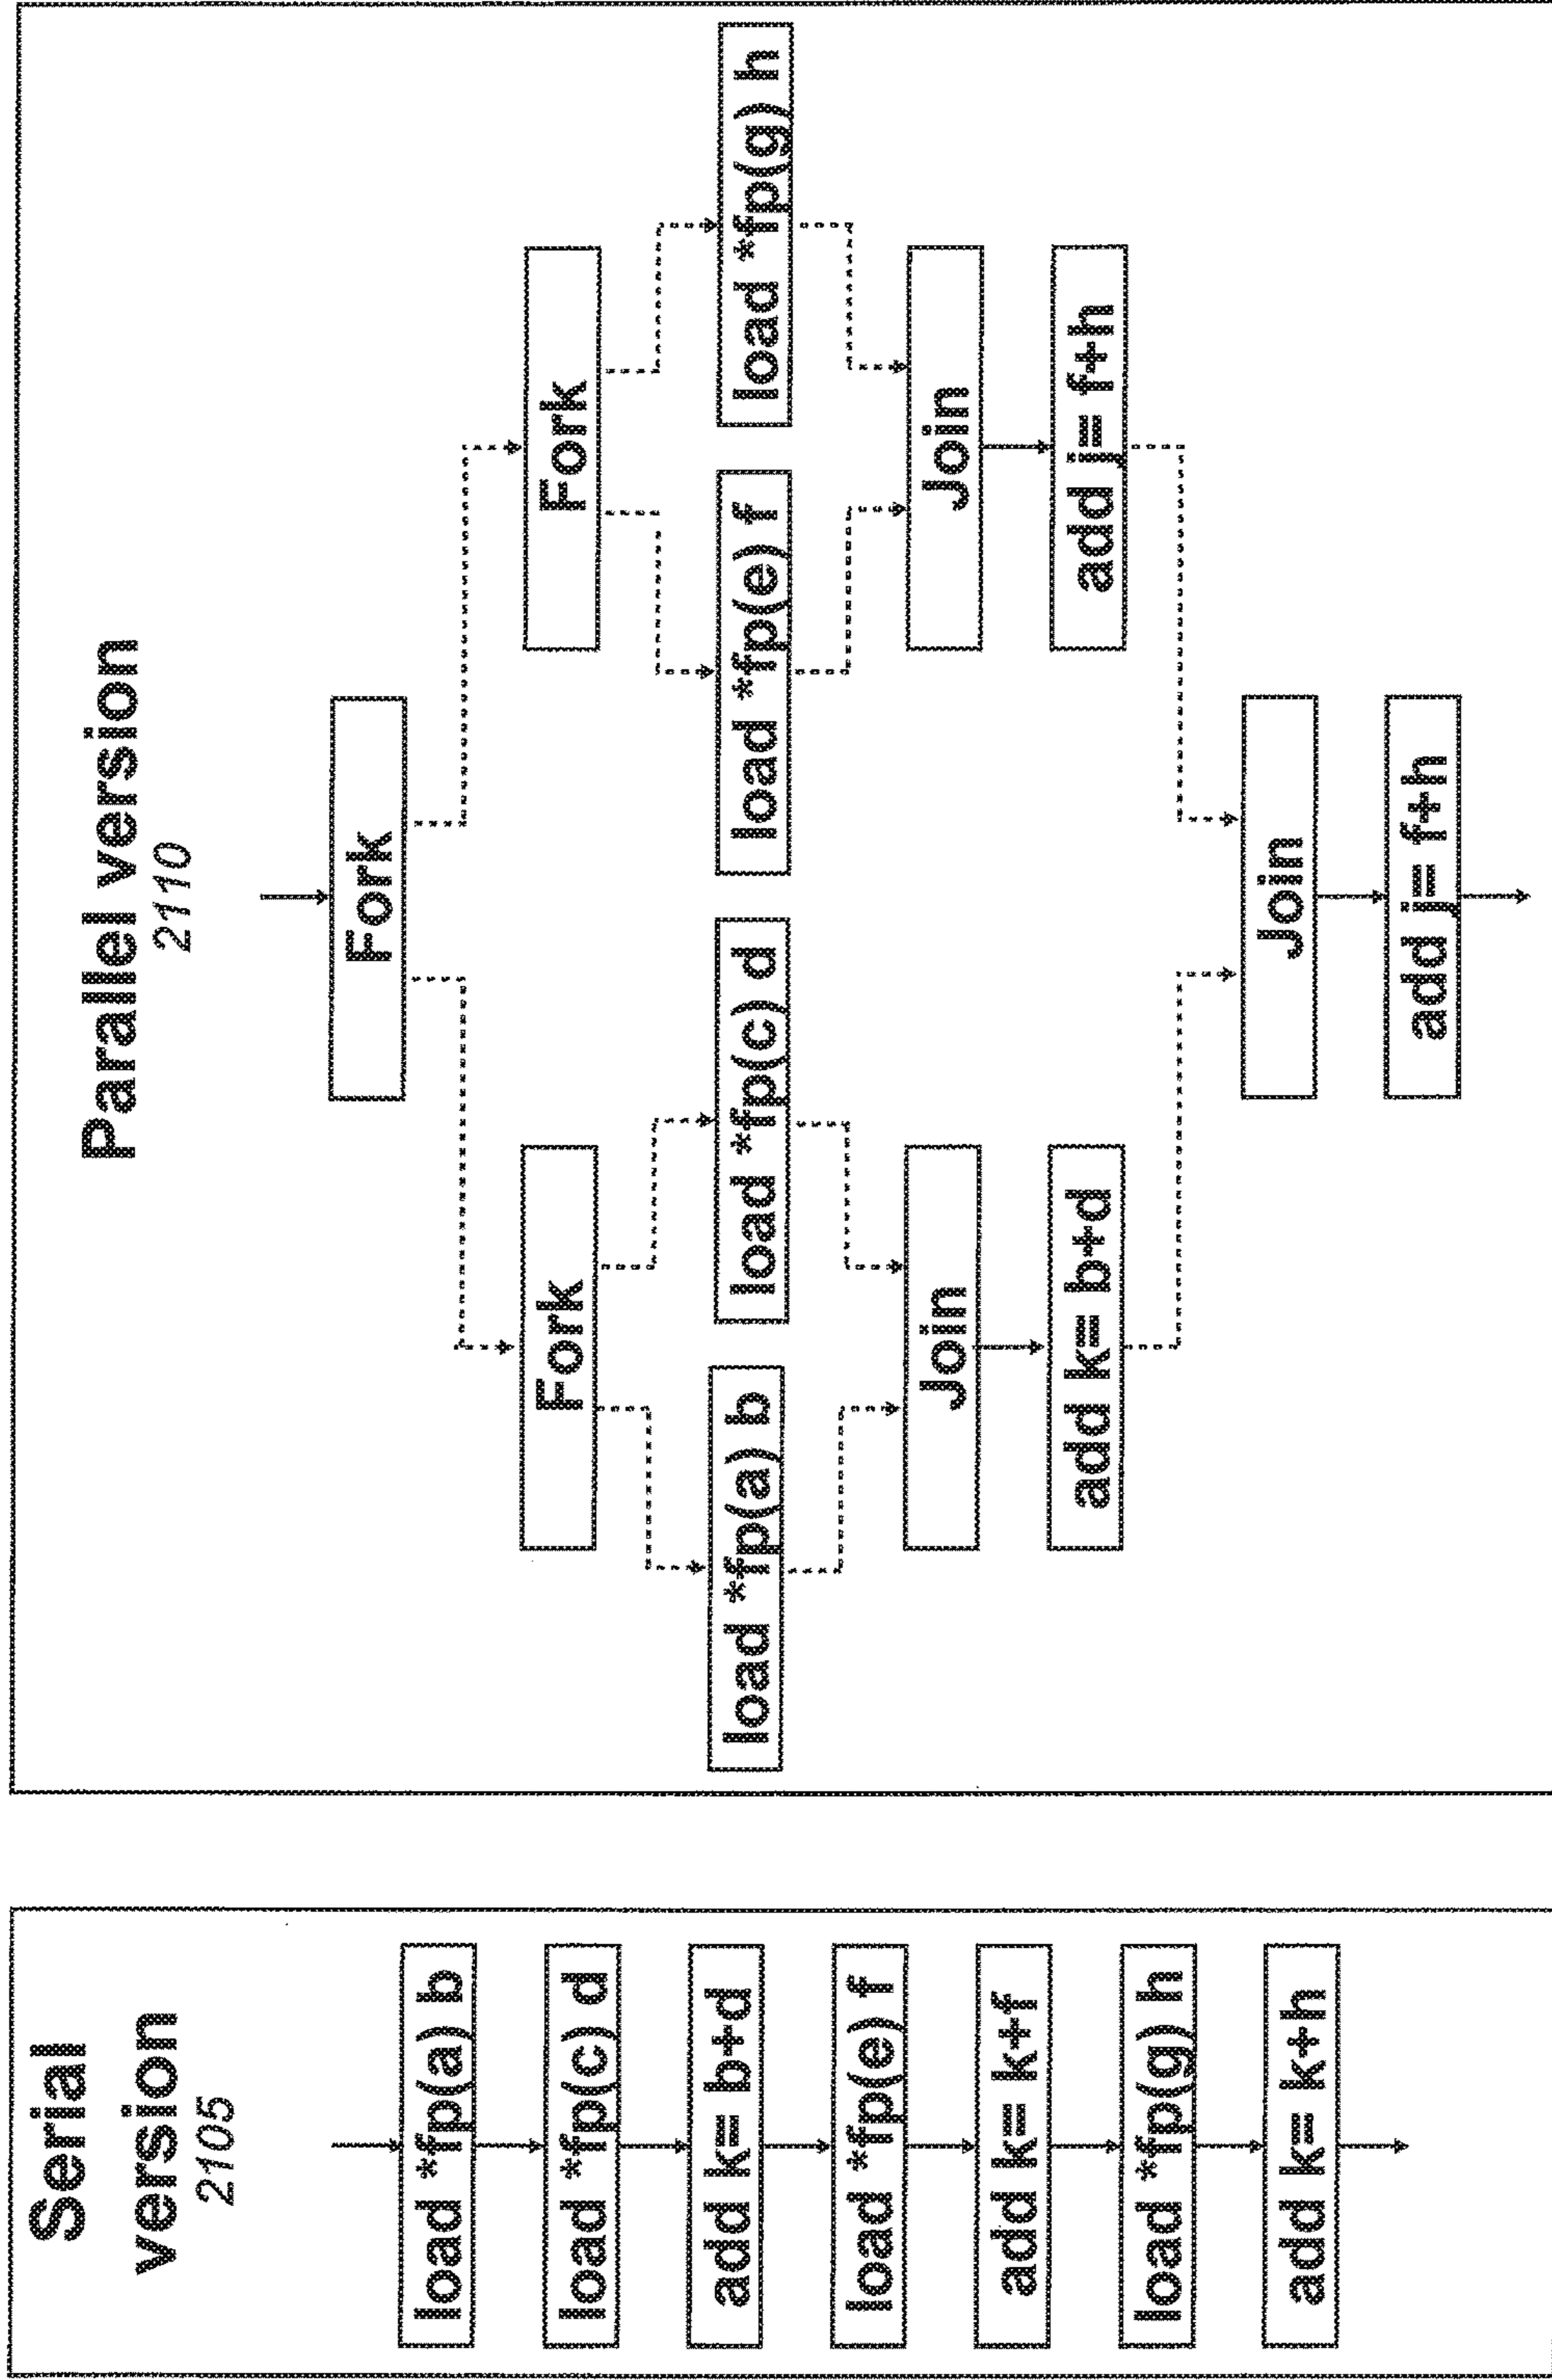 Serial
version
2105
load *fp(a) b
load *fp(c) d
add k= b+d
load *fp(e) f
add k= k+f
load *fp(g) h
add k= k+h
Parallel version
2110
Fork
Fork
Fork
load *fp(a) b
load *fp(c) d
load *fp(e) f
load *fp(g) h
Join
Join
add k= b+d
add j= f+h
Join
add j= f+h